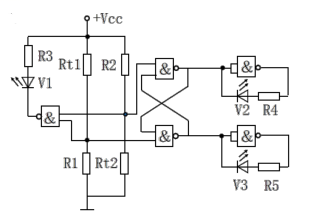 +Vcc
R3 Rt1 R2 & &
V1
& V2 R4
& &
R1 Rt2
V3 R5